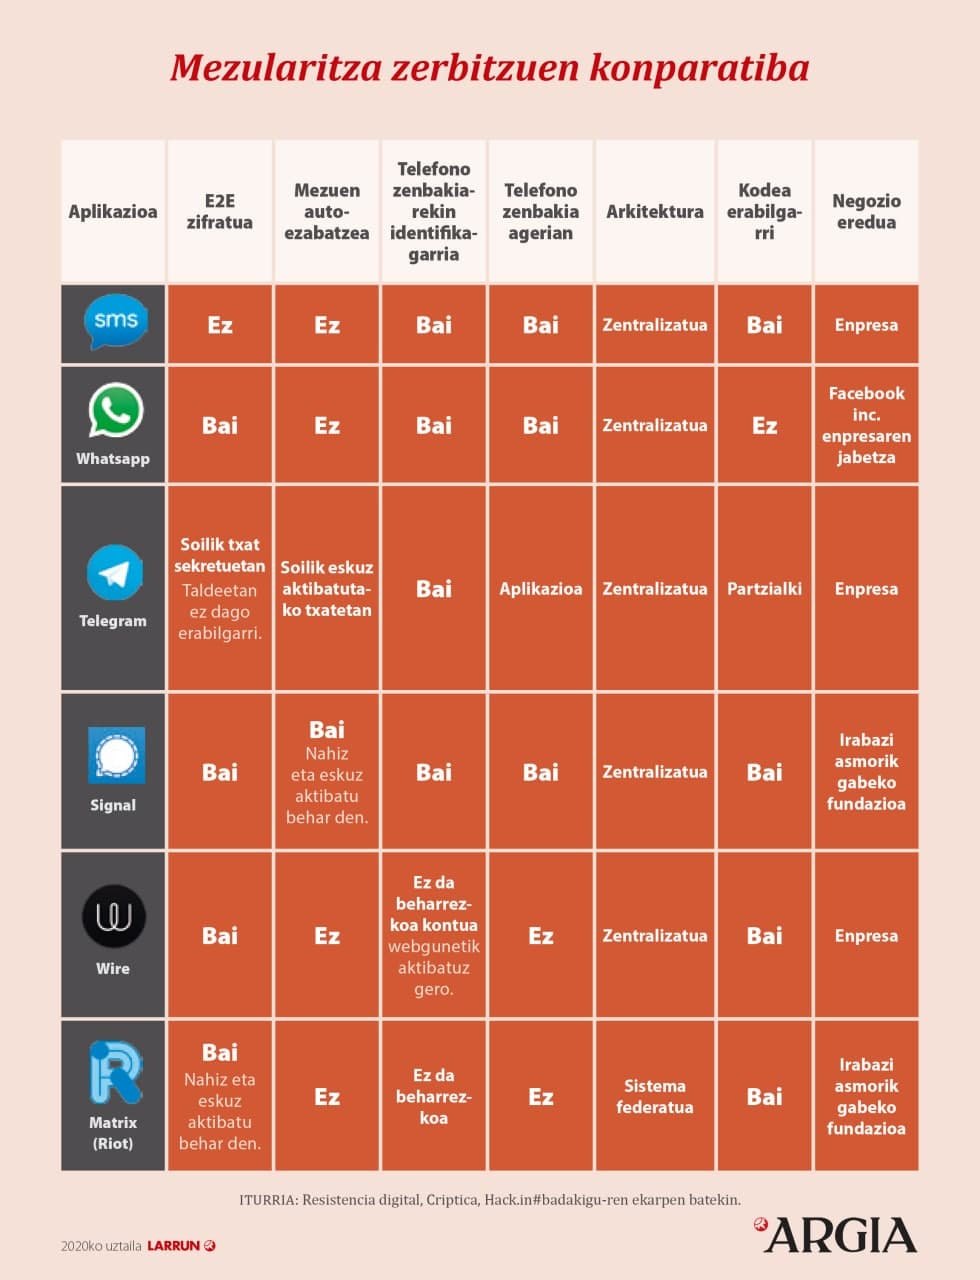 Mezularitza zerbitzuen konparatiba
Aplikazioa
E2E
zifratua
Mezuen
auto-
ezabatzea
Telefono
zenbakia-
rekin
identifika-
garria
Telefono
zenbakia
agerian
Arkitektura
Kodea
erabilga-
rri
Negozio
eredua
sms
Ez
Ez
Bai
Bai
Zentralizatua
Bai
Enpresa
Whatsapp
Bai
Ez
Bai
Bai
Zentralizatua
Ez
Facebook
inc.
enpresaren
jabetza
Telegram
Soilik txat
sekretuetan
Taldeetan
ez dago
erabilgarri.
Soilik eskuz
aktibatuta-
ko txatetan
Bai
Aplikazioa
Zentralizatua
Partzialki
Enpresa
Signal
Bai
Bai
Nahiz
eta eskuz
aktibatu
behar den.
Bai
Bai
Zentralizatua
Bai
Irabazi
asmorik
gabeko
fundazioa
Wire
Bai
Ez
Ez da
beharrez-
koa kontua
webgunetik
aktibatuz
gero.
Ez
Zentralizatua
Bai
Enpresa
Matrix
(Riot)
Bai
Nahiz eta
eskuz
aktibatu
behar den.
Ez
Ez da
beharrez-
koa
Ez
Sistema
federatua
Bai
Irabazi
asmorik
gabeko
fundazioa
ITURRIA: Resistencia digital, Criptica, Hack.in#badakigu-ren ekarpen batekin.
2020ko uztaila LARRUN
ARGIA